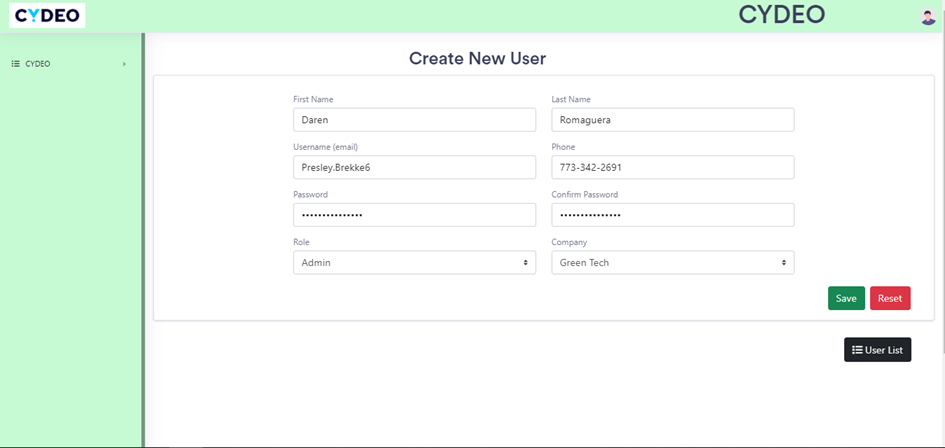 CYDEO
CYDEO
CYDEO
Create New User
First Name
Last Name
Daren
Romaguera
Username (email)
Phone
Presley.Brekke6
773-342-2691
Password
Confirm Password
•••••••••••••••
•••••••••••••••
Role
Company
Admin
Green Tech
Save
Reset
User List